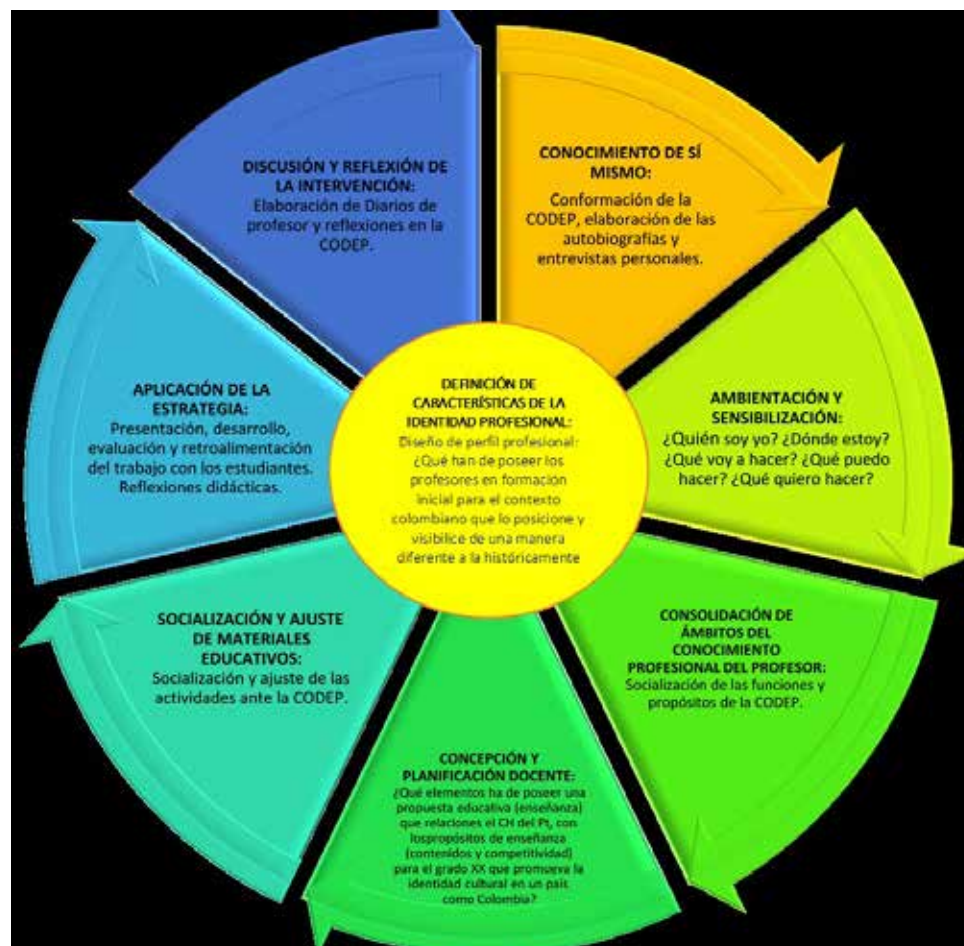 CONOCIMIENTO DE SÍ
MISMO:
Conformación de la
CODEP, elaboración de las
autobiografías y
entrevistas personales.
AMBIENTACIÓN Y
SENSIBILIZACIÓN:
¿Quién soy yo? ¿Dónde estoy?
¿Qué voy a hacer? ¿Qué puedo
hacer? ¿Qué quiero hacer?
CONSOLIDACIÓN DE
ÁMBITOS DEL
CONOCIMIENTO
PROFESIONAL DEL PROFESOR:
Socialización de las funciones y
propósitos de la CODEP.
CONCEPCIÓN Y
PLANIFICACIÓN DOCENTE:
¿Qué elementos ha de poseer una
propuesta educativa (enseñanza)
que relaciones el CH del Pt, con
lospropósitos de enseñanza
(contenidos y competitividad)
para el grado XX que promueva la
identidad cultural en un país
como Colombia?
SOCIALIZACIÓN Y AJUSTE
DE MATERIALES
EDUCATIVOS:
Socialización y ajuste de las
actividades ante la CODEP.
APLICACIÓN DE LA
ESTRATEGIA:
Presentación, desarrollo,
evaluación y retroalimentación
del trabajo con los estudiantes.
Reflexiones didácticas.
DISCUSIÓN Y REFLEXIÓN DE
LA INTERVENCIÓN:
Elaboración de Diarios de
profesor y reflexiones en la
CODEP.
DEFINICIÓN DE
CARACTERÍSTICAS DE LA
IDENTIDAD PROFESIONAL:
Diseño de perfil profesional:
¿Qué han de poseer los
profesores en formación
inicial para el contexto
colombiano que lo posicione y
visibilice de una manera
diferente a la históricamente